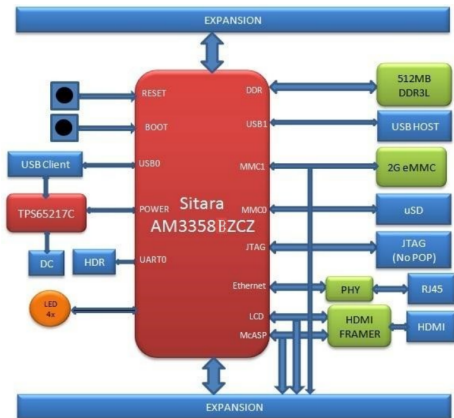 EXPANSION
RESET
BOOT
USB Client
USB0
TPS65217C
POWER
DC
HDR
UART0
LED
4x
Sitara
AM3358BZCZ
DDR
USB1
MMC1
MMC0
JTAG
Ethernet
LCD
McASP
512MB
DDR3L
USB HOST
2G eMMC
uSD
JTAG
(No POP)
PHY
RJ45
HDMI
FRAMER
HDMI
EXPANSION